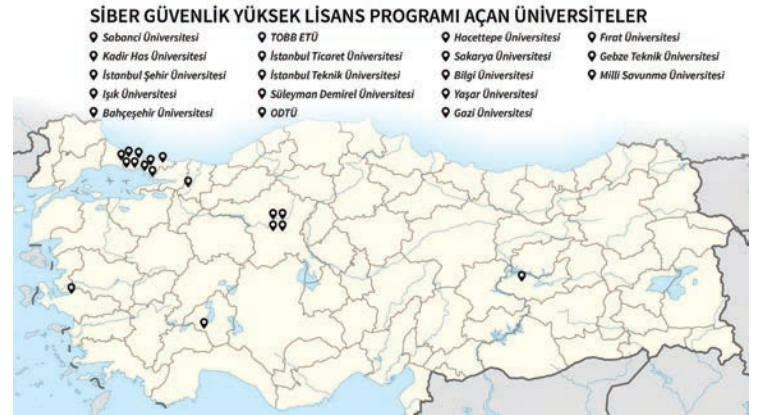 SİBER GÜVENLİK YÜKSEK LİSANS PROGRAMI AÇAN ÜNİVERSİTELER
Sabanci Üniversitesi
Kadir Has Üniversitesi
İstanbul Şehir Üniversitesi
Işık Üniversitesi
Bahçeşehir Üniversitesi
TOBB ETÜ
İstanbul Ticaret Üniversitesi
İstanbul Teknik Üniversitesi
Süleyman Demirel Üniversitesi
ODTÜ
Hacettepe Üniversitesi
Sakarya Üniversitesi
Bilgi Üniversitesi
Yaşar Üniversitesi
Gazi Üniversitesi
Fırat Üniversitesi
Gebze Teknik Üniversitesi
Milli Savunma Üniversitesi